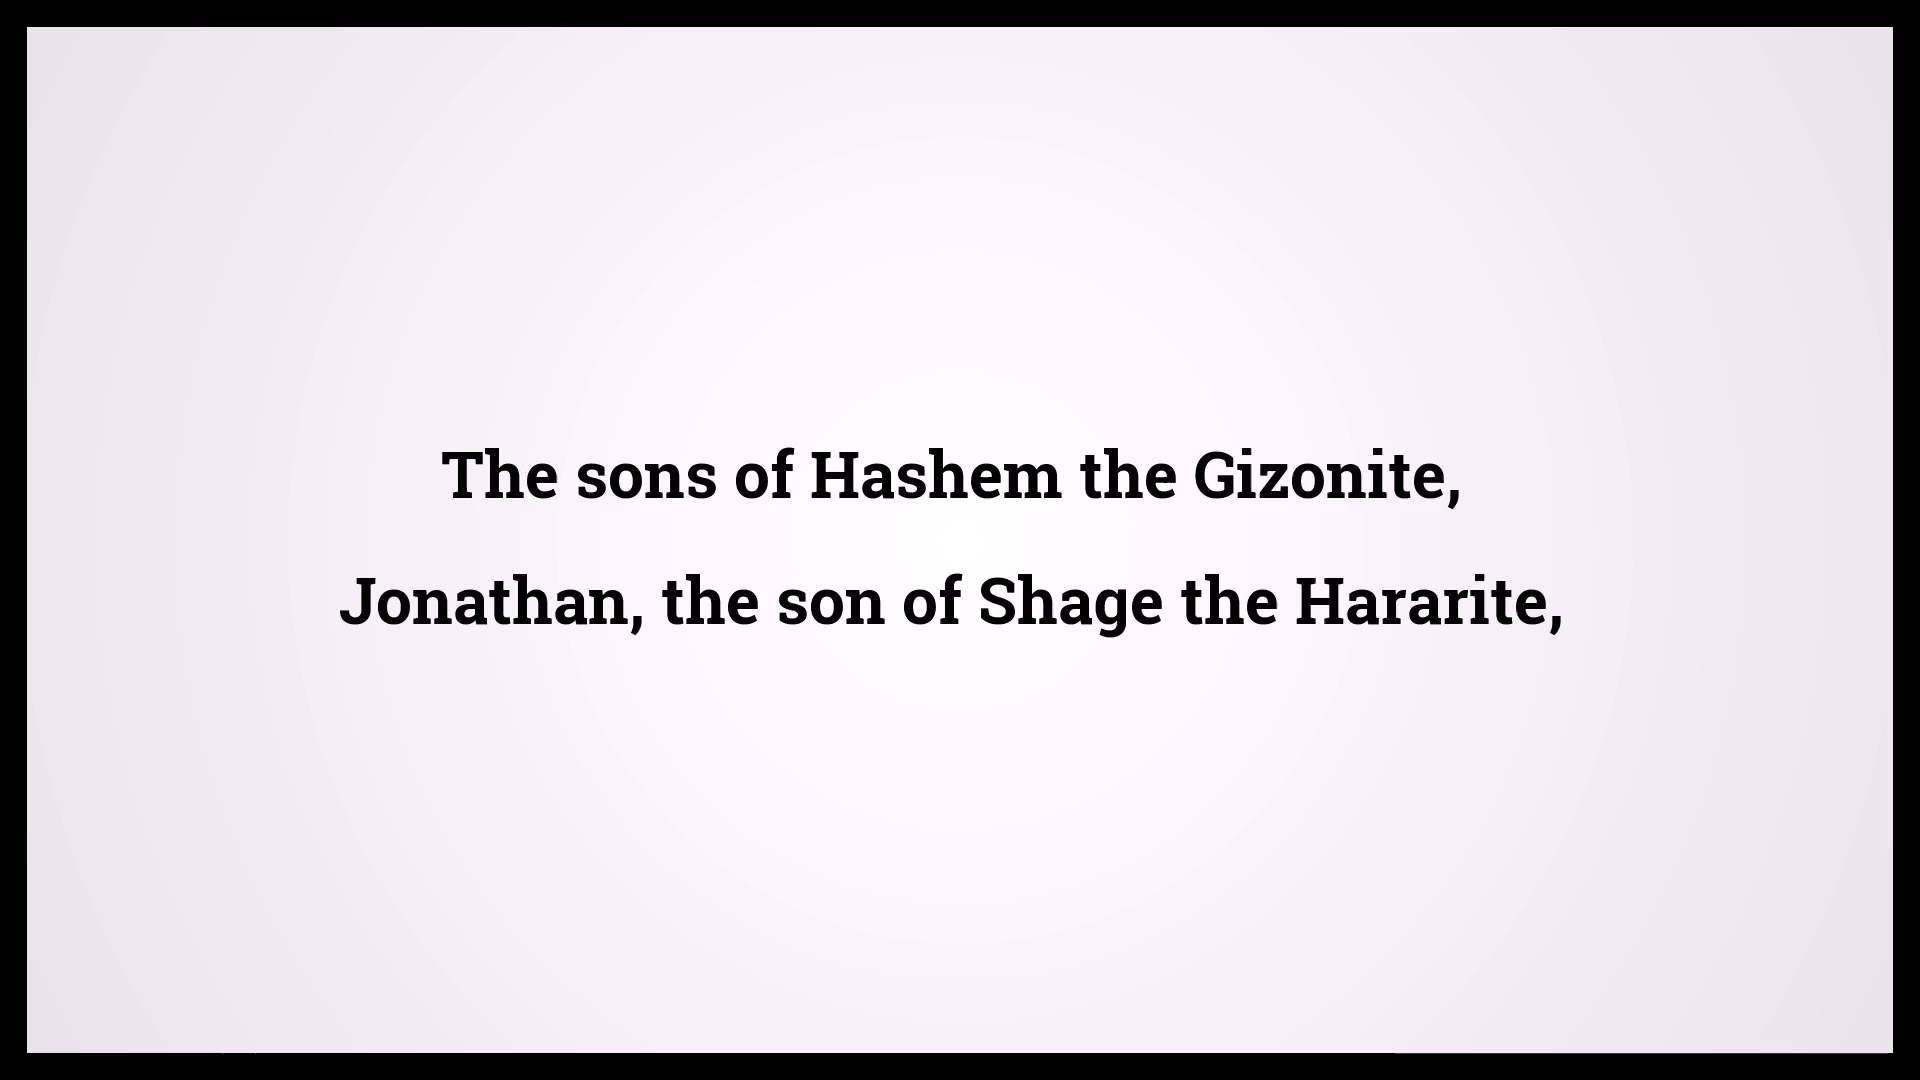 The sons of Hashem the Gizonite,
Jonathan, the son of Shage the Hararite,